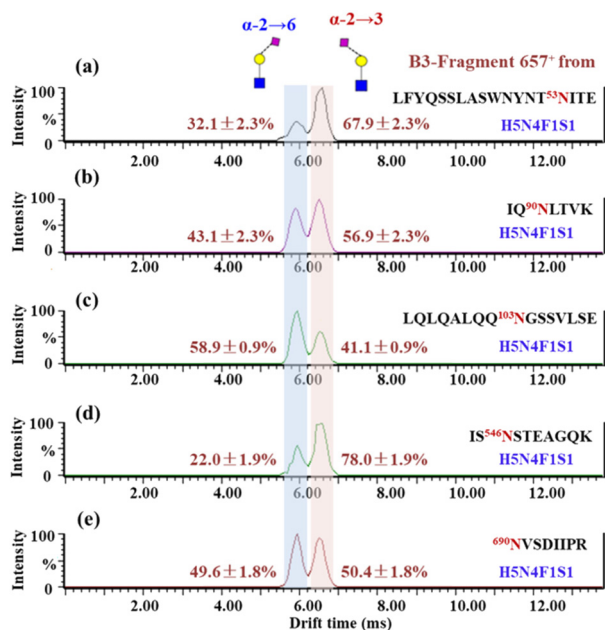 α-2→6 α-2→3
B3-Fragment 657⁺ from
(a)
Intensity
%
100
0
32.1±2.3%
67.9±2.3%
LFYQSSLASWNYNT⁵³NITE
H5N4F1S1
2.00 4.00 6.00 8.00 10.00 12.00
(b)
Intensity
%
100
0
43.1±2.3%
56.9±2.3%
IQ⁹⁰NLTVK
H5N4F1S1
2.00 4.00 6.00 8.00 10.00 12.00
(c)
Intensity
%
100
0
58.9±0.9%
41.1±0.9%
LQLQALQQ¹⁰³NGSSVLSE
H5N4F1S1
2.00 4.00 6.00 8.00 10.00 12.00
(d)
Intensity
%
100
0
22.0±1.9%
78.0±1.9%
IS⁵⁴⁶NSTEAGQK
H5N4F1S1
2.00 4.00 6.00 8.00 10.00 12.00
(e)
Intensity
%
100
0
49.6±1.8%
50.4±1.8%
⁶⁹⁰NVSDIIPR
H5N4F1S1
2.00 4.00 6.00 8.00 10.00 12.00
Drift time (ms)